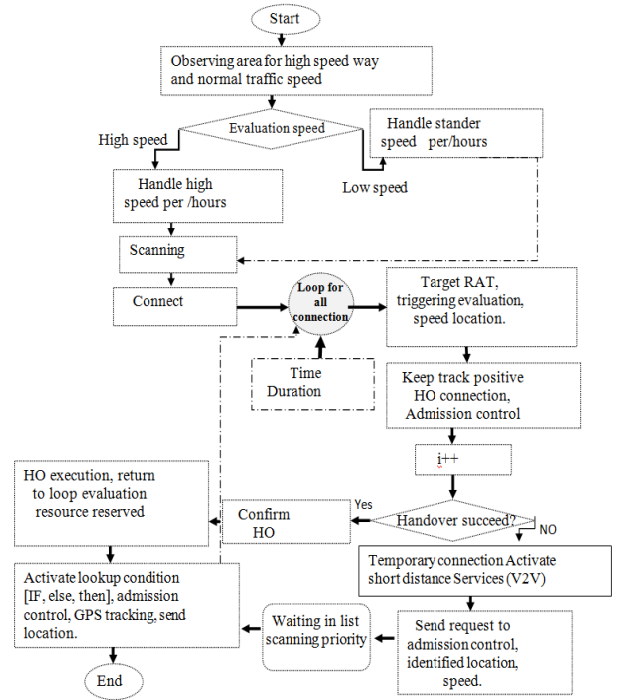 Start
Observing area for high speed way
and normal traffic speed
Evaluation speed
High speed
Low speed
Handle stander
speed per/hours
Handle high
speed per /hours
Scanning
Connect
Loop for
all
connection
Time
Duration
Target RAT,
triggering evaluation,
speed location.
Keep track positive
HO connection,
Admission control
i++
Handover succeed?
Yes
NO
Confirm
HO
HO execution, return
to loop evaluation
resource reserved
Temporary connection Activate
short distance Services (V2V)
Send request to
admission control,
identified location,
speed.
Waiting in list
scanning priority
Activate lookup condition
[IF, else, then], admission
control, GPS tracking, send
location.
End